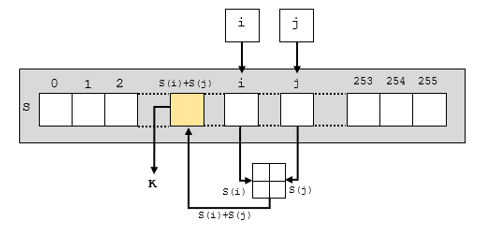 i j
0 1 2 S(i)+S(j) i j 253 254 255
S
K
S(i) S(j)
S(i)+S(j)